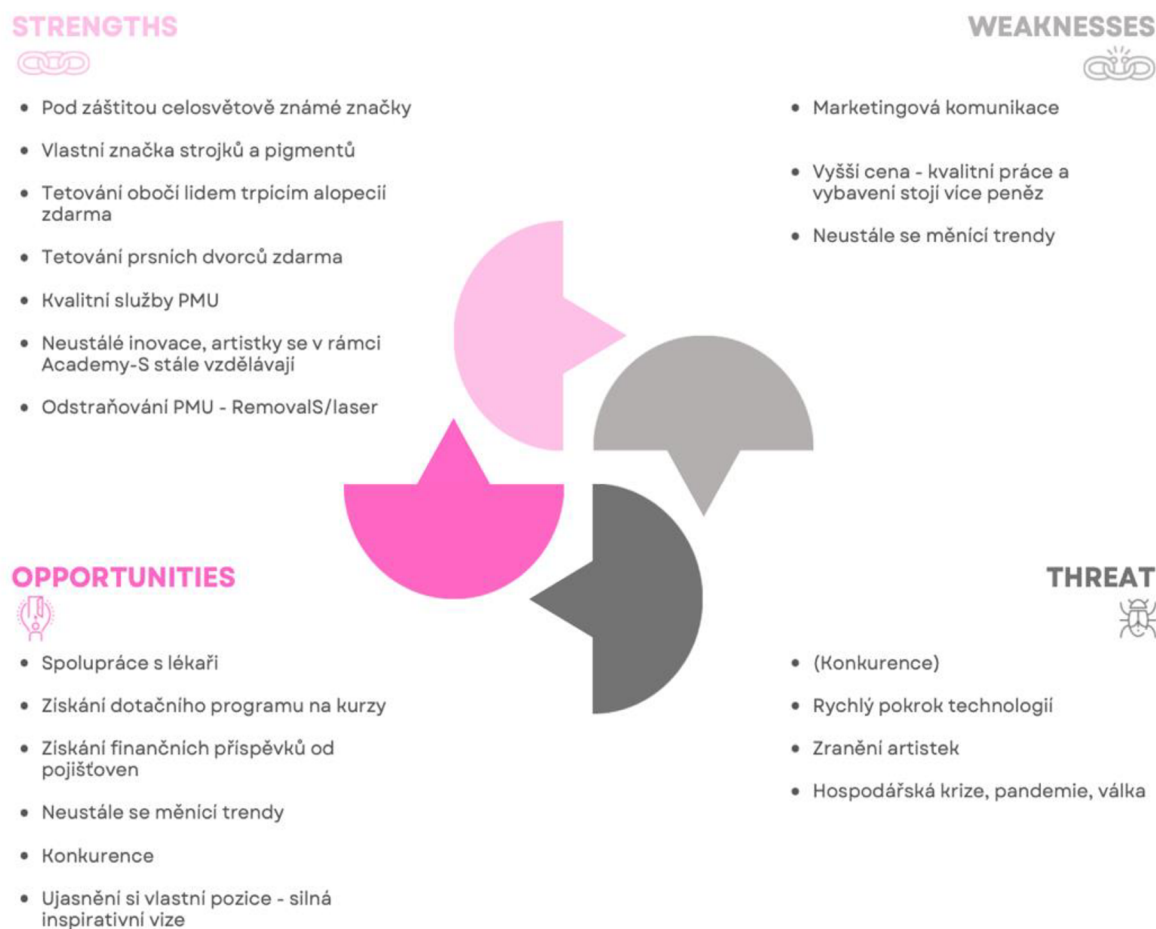 STRENGTHS
Pod záštitou celosvětově známé značky
Vlastní značka strojků a pigmentů
Tetování obočí lidem trpícím alopecií
zdarma
Tetování prsních dvorců zdarma
Kvalitní služby PMU
Neustálé inovace, artistky se v rámci
Academy-S stále vzdělávají
Odstraňování PMU - RemovalS/laser
WEAKNESSES
Marketingová komunikace
Vyšší cena - kvalitní práce a
vybavení stojí více peněz
Neustále se měnící trendy
OPPORTUNITIES
Spolupráce s lékaři
Získání dotačního programu na kurzy
Získání finančních příspěvků od
pojišťoven
Neustále se měnící trendy
Konkurence
Ujasnění si vlastní pozice - silná
inspirativní vize
THREAT
(Konkurence)
Rychlý pokrok technologií
Zranění artistek
Hospodářská krize, pandemie, válka